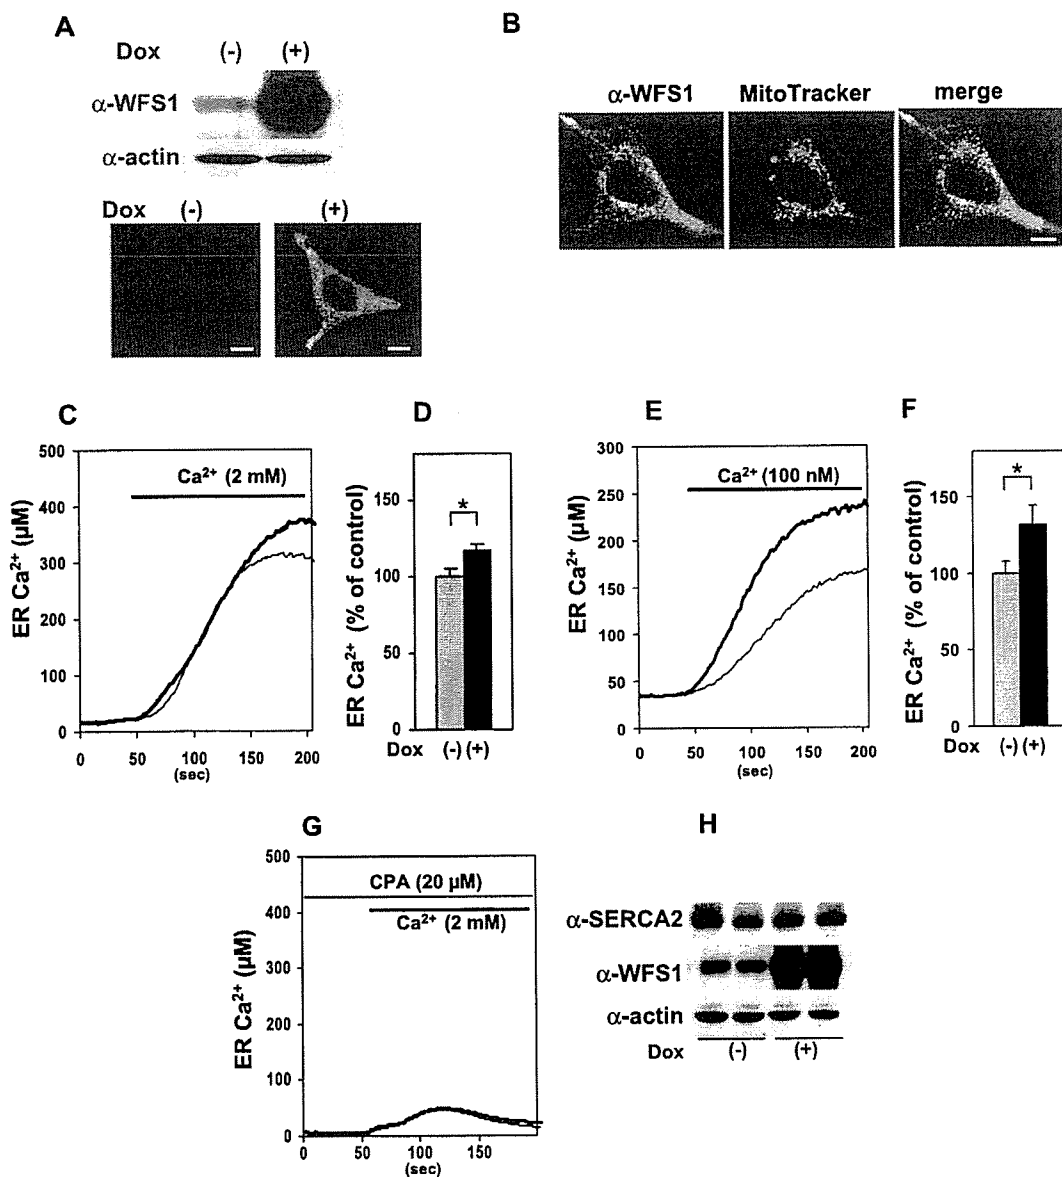 A
Dox (-) (+)
α-WFS1
α-actin
Dox (-) (+)
B
α-WFS1 MitoTracker merge
C
500
400
300
200
100
0
ER Ca²⁺ (µM)
Ca²⁺ (2 mM)
0 50 100 150 200
(sec)
D
150
100
50
0
ER Ca²⁺ (% of control)
*
Dox (-) (+)
E
300
250
200
150
100
50
0
ER Ca²⁺ (µM)
Ca²⁺ (100 nM)
0 50 100 150 200
(sec)
F
150
100
50
0
ER Ca²⁺ (% of control)
*
Dox (-) (+)
G
500
400
300
200
100
0
ER Ca²⁺ (µM)
CPA (20 µM)
Ca²⁺ (2 mM)
0 50 100 150
(sec)
H
α-SERCA2
α-WFS1
α-actin
Dox (-) (+)